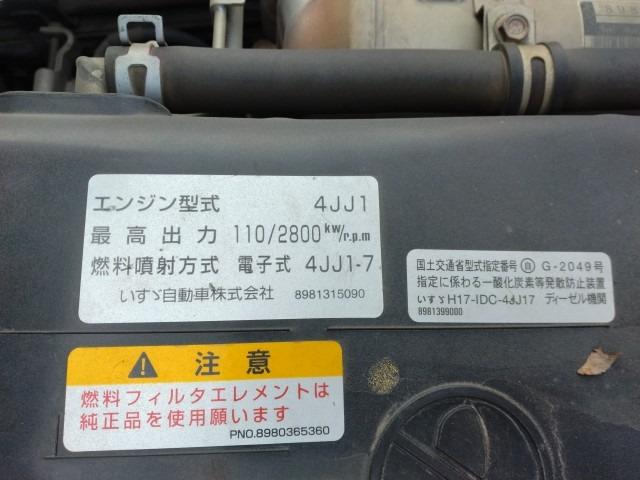 エンジン型式 4JJ1
最高出力 110/2800 kw/r.p.m
燃料噴射方式 電子式 4JJ1-7
いすゞ自動車株式会社 8981315090
国土交通省型式指定番号 自 G-2049号
指定に係わる一酸化炭素等発散防止装置
いすゞH17-IDC-4JJ17 ディーゼル機関
8981399000
注意
燃料フィルタエレメントは
純正品を使用願います
PNO.8980365360